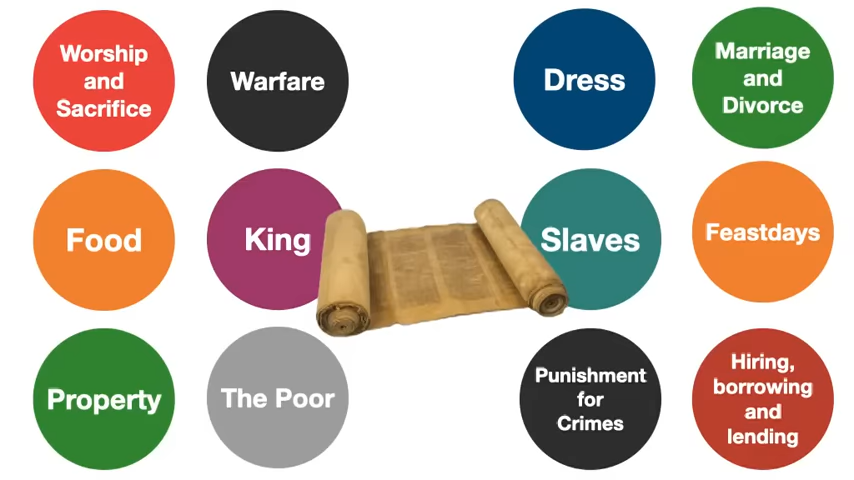 Worship
and
Sacrifice
Warfare
Dress
Marriage
and
Divorce
Food
King
Slaves
Feastdays
Property
The Poor
Punishment
for
Crimes
Hiring,
borrowing
and
lending